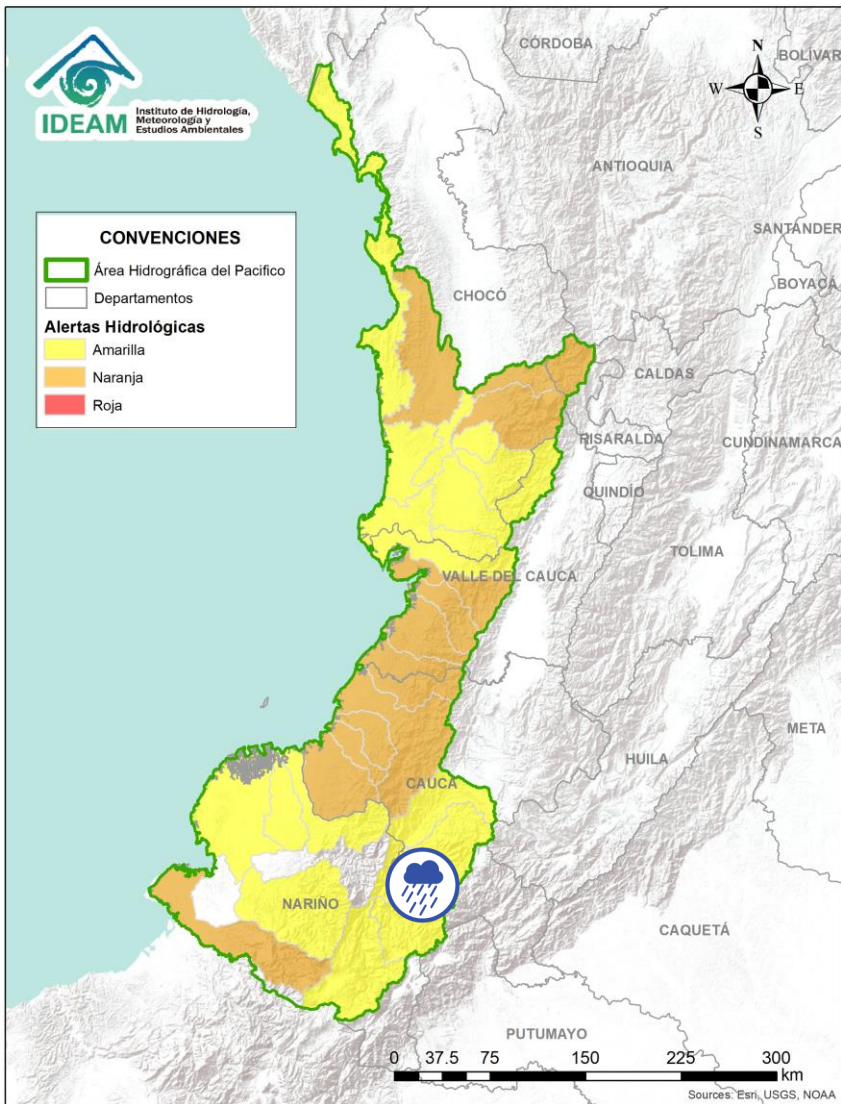 IDEAM
Instituto de Hidrología,
Meteorología y
Estudios Ambientales
N
W E
S
CÓRDOBA
BOLÍVAR
ANTIOQUIA
SANTANDER
BOYACÁ
CHOCÓ
CALDAS
RISARALDA
CUNDINAMARCA
QUINDÍO
TOLIMA
VALLE DEL CAUCA
META
HUILA
CAUCA
NARIÑO
CAQUETÁ
PUTUMAYO
CONVENCIONES
Área Hidrográfica del Pacifico
Departamentos
Alertas Hidrológicas
Amarilla
Naranja
Roja
0 37.5 75 150 225 300
km
Sources: Esri, USGS, NOAA